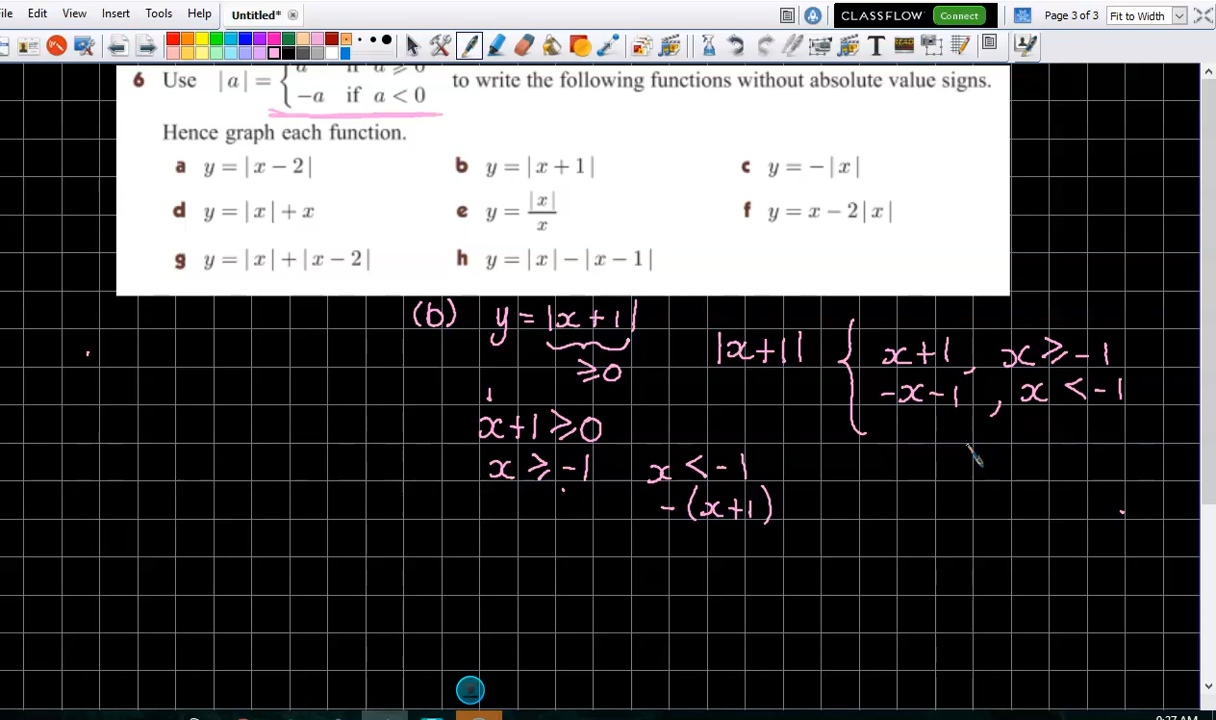 File Edit View Insert Tools Help Untitled* CLASSFLOW Connect Page 3 of 3 Fit to Width
6 Use |a| = { a if a ⩾ 0
−a if a < 0
to write the following functions without absolute value signs.
Hence graph each function.
a y = |x − 2| b y = |x + 1| c y = −|x|
d y = |x| + x e y = |x|/x f y = x − 2|x|
g y = |x| + |x − 2| h y = |x| − |x − 1|
(b) y = |x+1|
⩾0
|x+1| { x+1, x ⩾ −1
−x−1, x < −1
x+1 ⩾ 0
x ⩾ −1 x < −1
−(x+1)